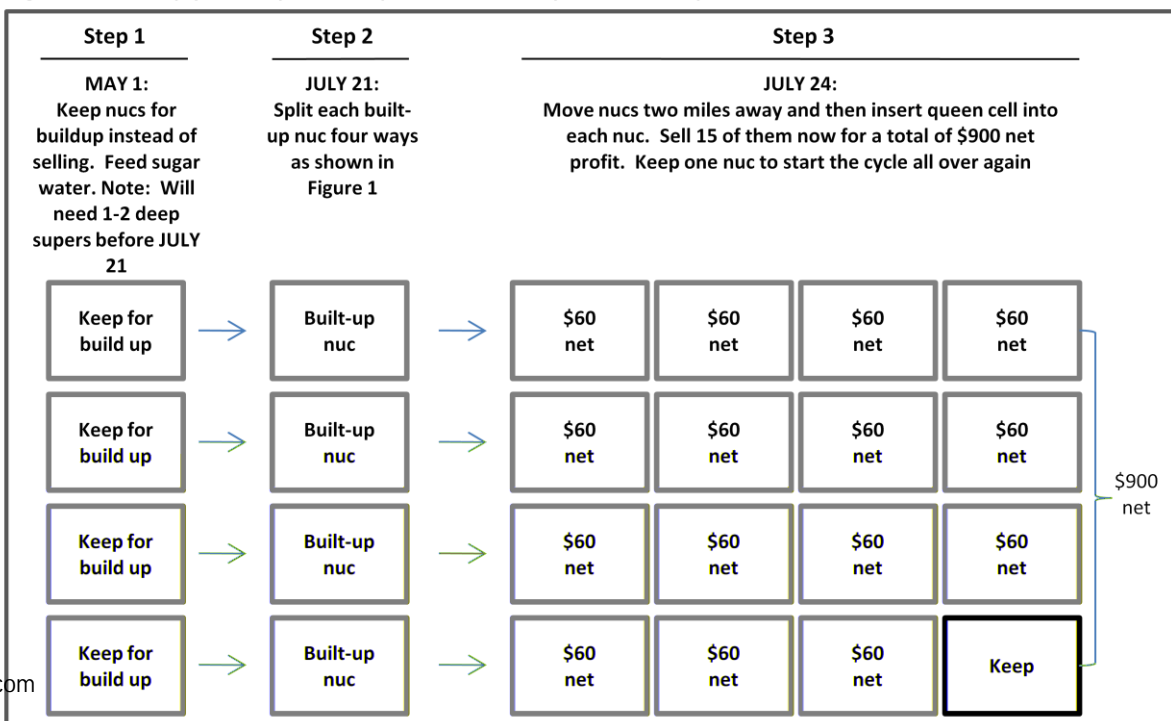 Step 1
MAY 1:
Keep nucs for
buildup instead of
selling. Feed sugar
water. Note: Will
need 1-2 deep
supers before JULY
21
Step 2
JULY 21:
Split each built-
up nuc four ways
as shown in
Figure 1
Step 3
JULY 24:
Move nucs two miles away and then insert queen cell into
each nuc. Sell 15 of them now for a total of $900 net
profit. Keep one nuc to start the cycle all over again
Keep for
build up
Built-up
nuc
$60
net
$60
net
$60
net
$60
net
Keep for
build up
Built-up
nuc
$60
net
$60
net
$60
net
$60
net
$900
net
Keep for
build up
Built-up
nuc
$60
net
$60
net
$60
net
$60
net
Keep for
build up
Built-up
nuc
$60
net
$60
net
$60
net
Keep
com